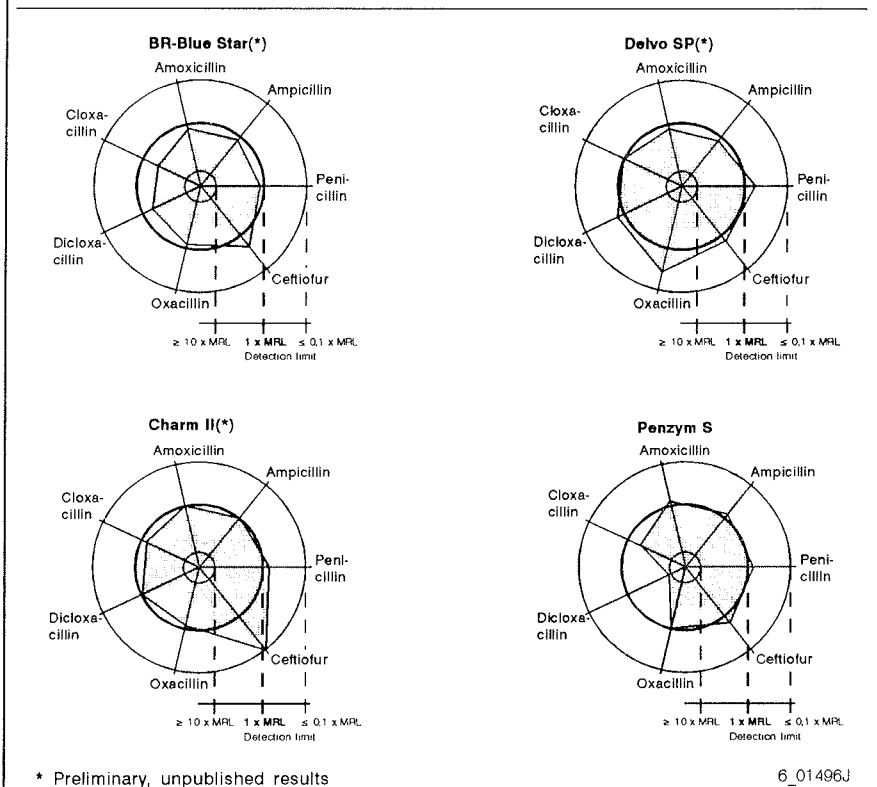 BR-Blue Star(*)
Amoxicillin
Ampicillin
Cloxa-
cillin
Peni-
cillin
Dicloxa-
cillin
Ceftiofur
Oxacillin
≥ 10 x MRL 1 x MRL ≤ 0,1 x MRL
Detection limit
Delvo SP(*)
Amoxicillin
Ampicillin
Cloxa-
cillin
Peni-
cillin
Dicloxa-
cillin
Ceftiofur
Oxacillin
≥ 10 x MRL 1 x MRL ≤ 0,1 x MRL
Detection limit
Charm II(*)
Amoxicillin
Ampicillin
Cloxa-
cillin
Peni-
cillin
Dicloxa-
cillin
Ceftiofur
Oxacillin
≥ 10 x MRL 1 x MRL ≤ 0,1 x MRL
Detection limit
Penzym S
Amoxicillin
Ampicillin
Cloxa-
cillin
Peni-
cillin
Dicloxa-
cillin
Ceftiofur
Oxacillin
≥ 10 x MRL 1 x MRL ≤ 0,1 x MRL
Detection limit
* Preliminary, unpublished results
6_01496J